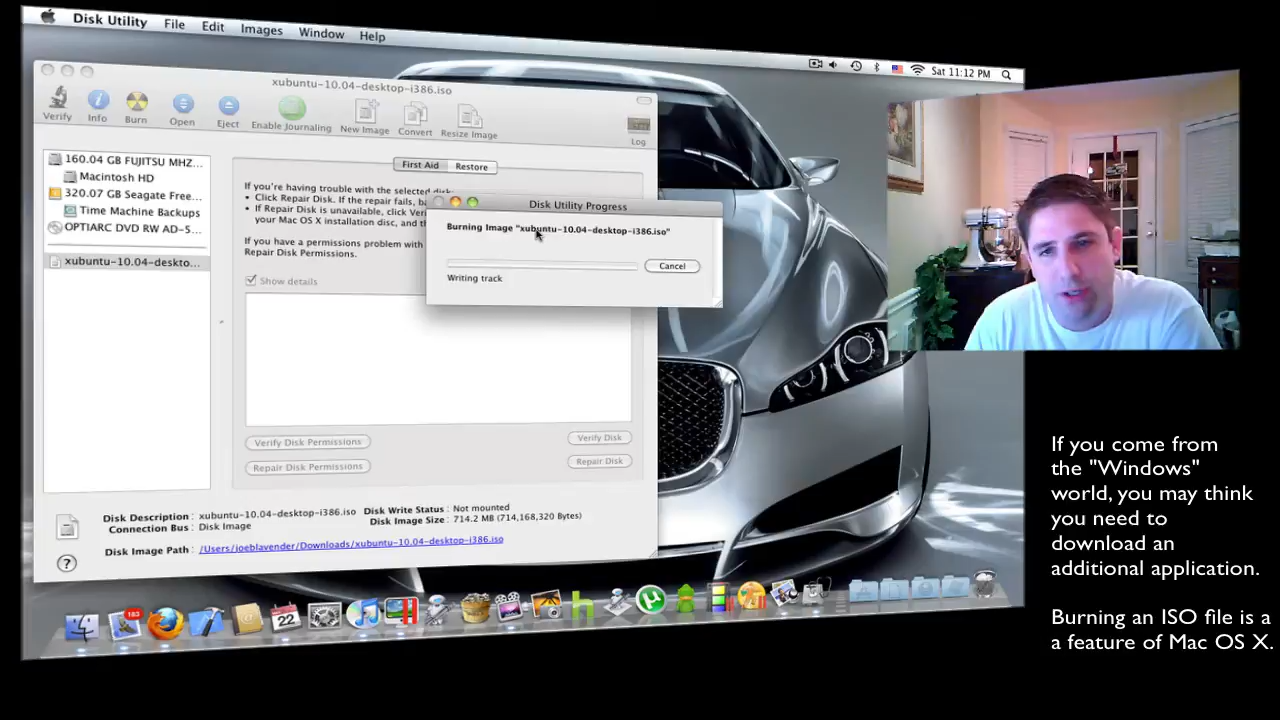 Disk Utility File Edit Images Window Help
Sat 11:12 PM
xubuntu-10.04-desktop-i386.iso
Verify Info Burn Open Eject Enable Journaling New Image Convert Resize Image Log
160.04 GB FUJITSU MHZ...
Macintosh HD
320.07 GB Seagate Free...
Time Machine Backups
OPTIARC DVD RW AD-5...
xubuntu-10.04-deskto...
First Aid Restore
If you're having trouble with the selected disk:
• Click Repair Disk. If the repair fails, ba
• If Repair Disk is unavailable, click Veri
your Mac OS X installation disc, and th
If you have a permissions problem with
Repair Disk Permissions.
Show details
Disk Utility Progress
Burning Image "xubuntu-10.04-desktop-i386.iso"
Cancel
Writing track
Verify Disk Permissions Verify Disk
Repair Disk Permissions Repair Disk
Disk Description : xubuntu-10.04-desktop-i386.iso
Connection Bus : Disk Image
Disk Write Status : Not mounted
Disk Image Size : 714.2 MB (714,168,320 Bytes)
Disk Image Path : /Users/joeblavender/Downloads/xubuntu-10.04-desktop-i386.iso
?
183
22
If you come from
the "Windows"
world, you may think
you need to
download an
additional application.
Burning an ISO file is a
a feature of Mac OS X.